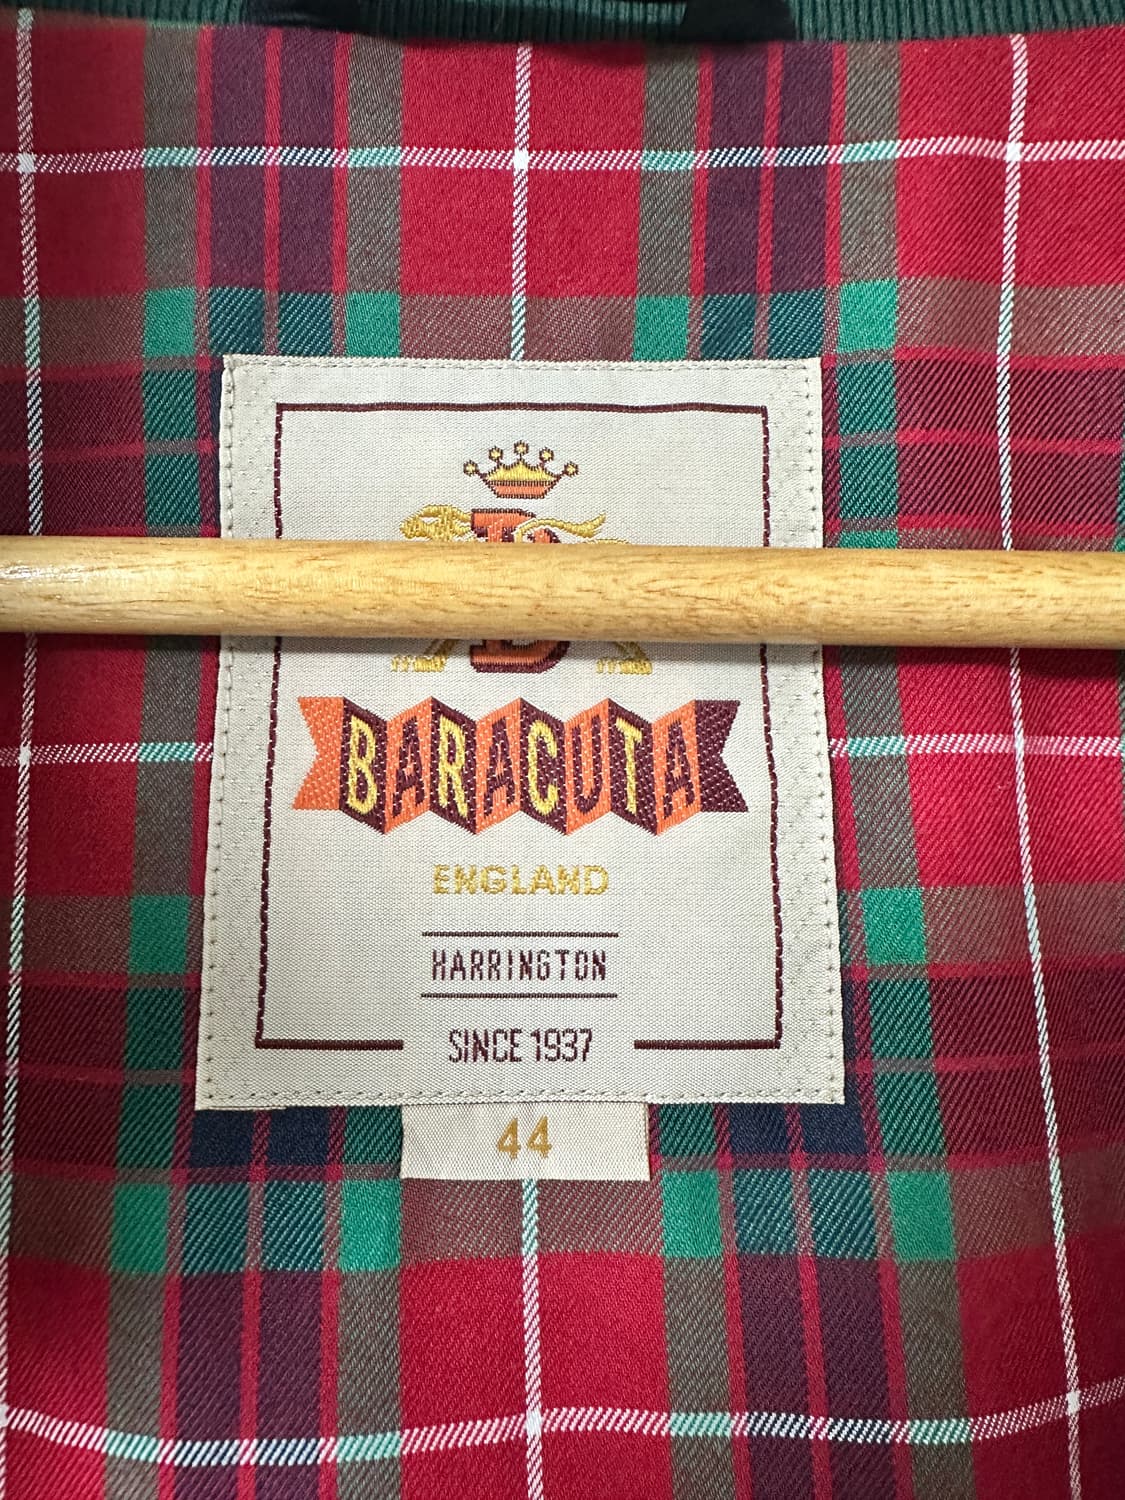 B
BARACUTA
ENGLAND
HARRINGTON
SINCE 1937
44